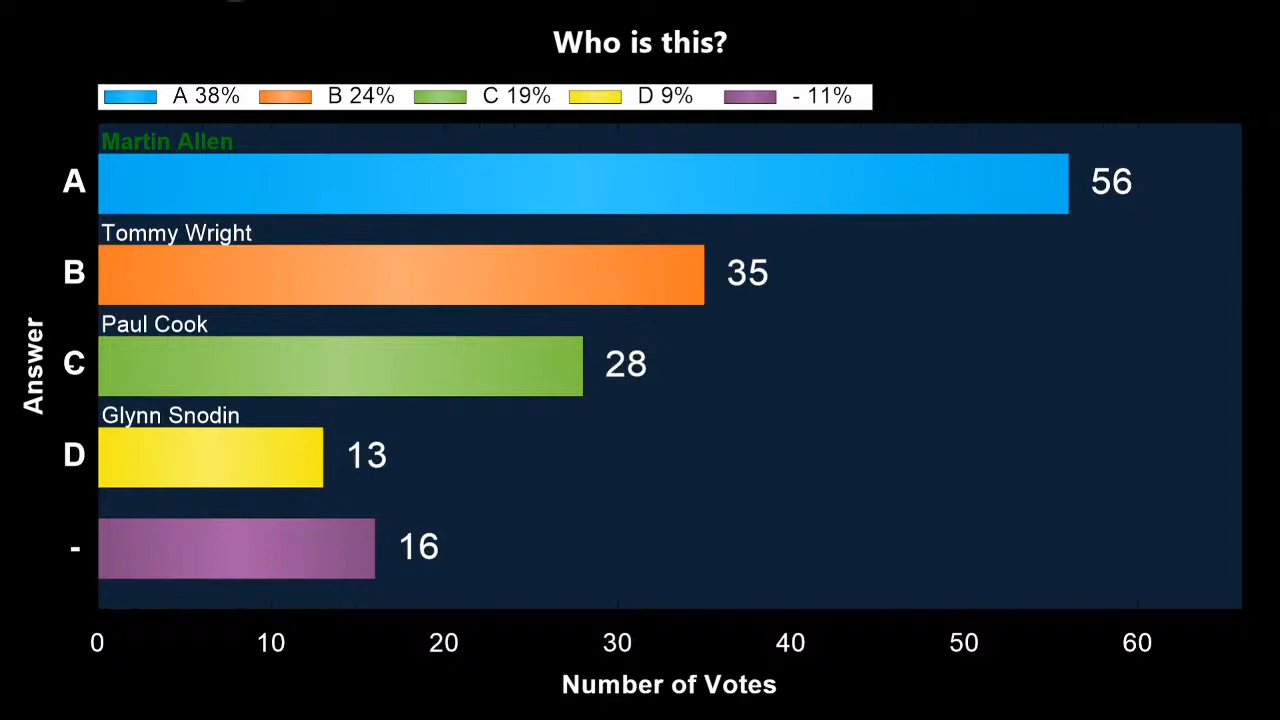 Who is this?
A 38% B 24% C 19% D 9% - 11%
Martin Allen
A 56
Tommy Wright
B 35
Paul Cook
C 28
Glynn Snodin
D 13
- 16
Answer
0 10 20 30 40 50 60
Number of Votes